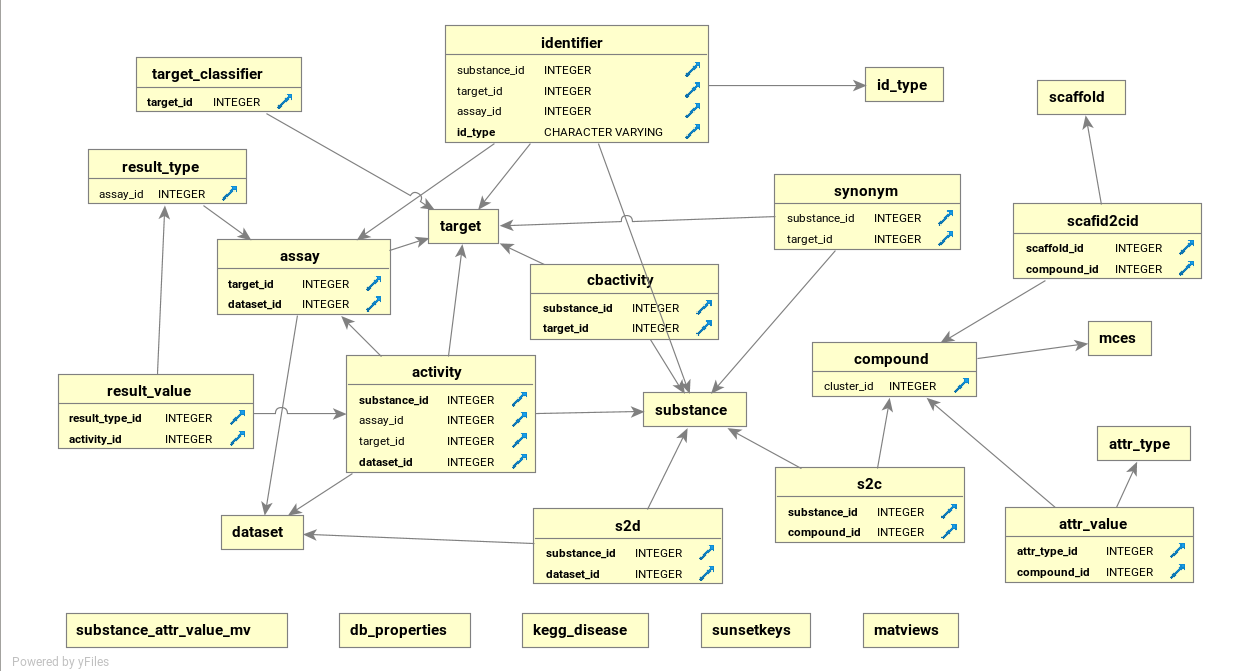 identifier
substance_id INTEGER
target_id INTEGER
assay_id INTEGER
id_type CHARACTER VARYING
target_classifier
target_id INTEGER
id_type
scaffold
result_type
assay_id INTEGER
synonym
substance_id INTEGER
target_id INTEGER
target
scafid2cid
scaffold_id INTEGER
compound_id INTEGER
assay
target_id INTEGER
dataset_id INTEGER
cbactivity
substance_id INTEGER
target_id INTEGER
mces
compound
cluster_id INTEGER
activity
substance_id INTEGER
assay_id INTEGER
target_id INTEGER
dataset_id INTEGER
result_value
result_type_id INTEGER
activity_id INTEGER
substance
attr_type
s2c
substance_id INTEGER
compound_id INTEGER
dataset
s2d
substance_id INTEGER
dataset_id INTEGER
attr_value
attr_type_id INTEGER
compound_id INTEGER
substance_attr_value_mv
db_properties
kegg_disease
sunsetkeys
matviews
Powered by yFiles